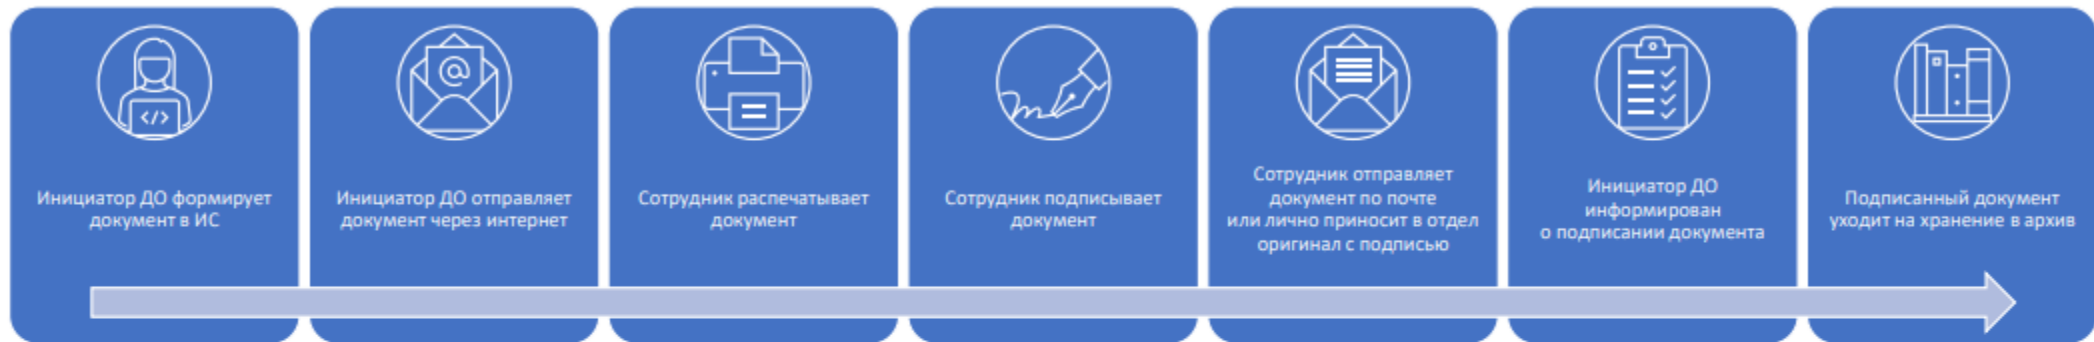 Инициатор ДО формирует
документ в ИС
Инициатор ДО отправляет
документ через интернет
Сотрудник распечатывает
документ
Сотрудник подписывает
документ
Сотрудник отправляет
документ по почте
или лично приносит в отдел
оригинал с подписью
Инициатор ДО
информирован
о подписании документа
Подписанный документ
уходит на хранение в архив